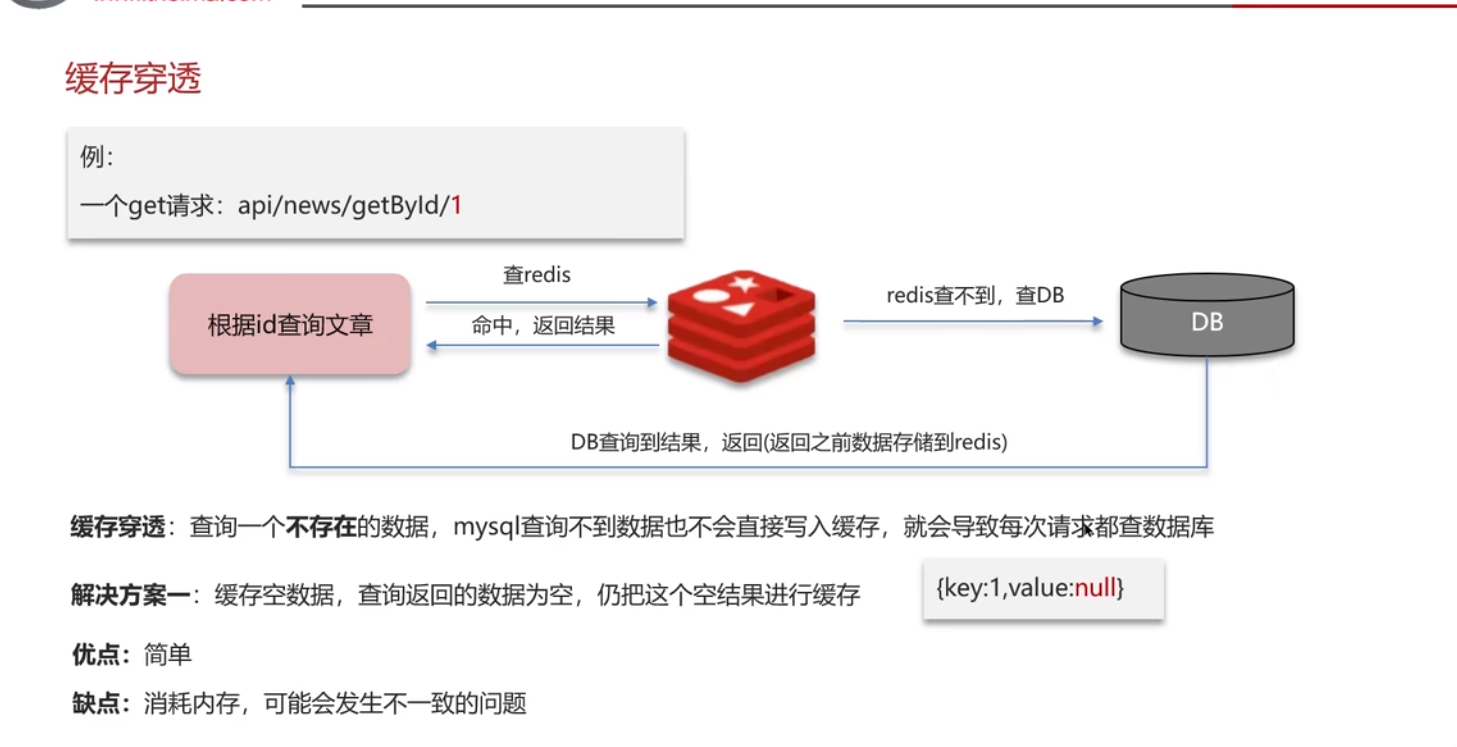 缓存穿透
例：
一个get请求：api/news/getById/1
查redis
redis查不到，查DB
根据id查询文章
命中，返回结果
DB
DB查询到结果，返回(返回之前数据存储到redis)
缓存穿透：查询一个不存在的数据，mysql查询不到数据也不会直接写入缓存，就会导致每次请求都查数据库
解决方案一：缓存空数据，查询返回的数据为空，仍把这个空结果进行缓存
{key:1,value:null}
优点：简单
缺点：消耗内存，可能会发生不一致的问题